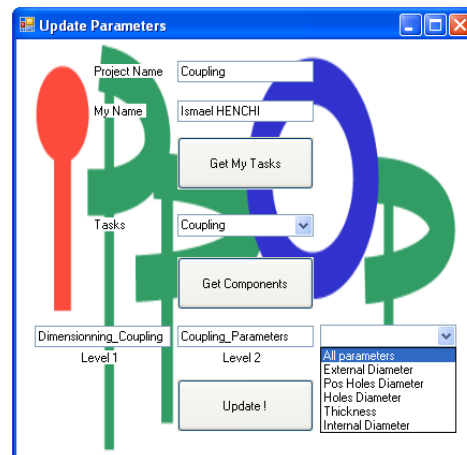 Update Parameters
Project Name Coupling
My Name Ismael HENCHI
Get My Tasks
Tasks Coupling
Get Components
Dimensionning_Coupling Coupling_Parameters
Level 1 Level 2
All parameters
External Diameter
Pos Holes Diameter
Holes Diameter
Thickness
Internal Diameter
Update !